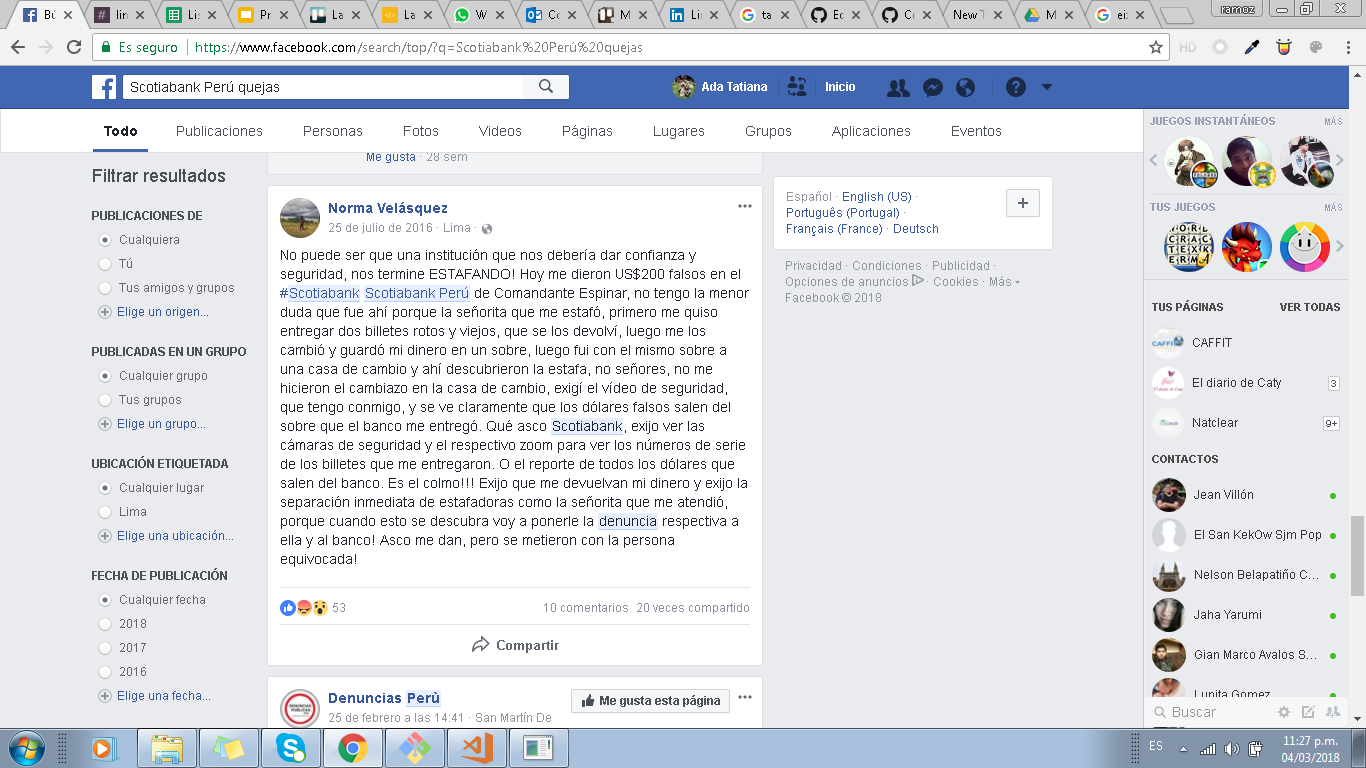 Bú
lin
Lis
Pr
La
La
W
Co
M
Lin
ta
Ec
Co
New T
M
ei
ramoz
Es seguro
https://www.facebook.com/search/top/?q=Scotiabank%20Perú%20quejas
HD
Scotiabank Perú quejas
Ada Tatiana
Inicio
Todo
Publicaciones
Personas
Fotos
Videos
Páginas
Lugares
Grupos
Aplicaciones
Eventos
Filtrar resultados
PUBLICACIONES DE
Cualquiera
Tú
Tus amigos y grupos
Elige un origen...
PUBLICADAS EN UN GRUPO
Cualquier grupo
Tus grupos
Elige un grupo...
UBICACIÓN ETIQUETADA
Cualquier lugar
Lima
Elige una ubicación...
FECHA DE PUBLICACIÓN
Cualquier fecha
2018
2017
2016
Elige una fecha...
Me gusta · 28 sem
Norma Velásquez
25 de julio de 2016 · Lima ·
No puede ser que una institución que nos debería dar confianza y
seguridad, nos termine ESTAFANDO! Hoy me dieron US$200 falsos en el
#Scotiabank Scotiabank Perú de Comandante Espinar, no tengo la menor
duda que fue ahí porque la señorita que me estafó, primero me quiso
entregar dos billetes rotos y viejos, que se los devolví, luego me los
cambió y guardó mi dinero en un sobre, luego fui con el mismo sobre a
una casa de cambio y ahí descubrieron la estafa, no señores, no me
hicieron el cambiazo en la casa de cambio, exigí el vídeo de seguridad,
que tengo conmigo, y se ve claramente que los dólares falsos salen del
sobre que el banco me entregó. Qué asco Scotiabank, exijo ver las
cámaras de seguridad y el respectivo zoom para ver los números de serie
de los billetes que me entregaron. O el reporte de todos los dólares que
salen del banco. Es el colmo!!! Exijo que me devuelvan mi dinero y exijo la
separación inmediata de estafadoras como la señorita que me atendió,
porque cuando esto se descubra voy a ponerle la denuncia respectiva a
ella y al banco! Asco me dan, pero se metieron con la persona
equivocada!
53
10 comentarios 20 veces compartido
Compartir
Denuncias Perù
Me gusta esta página
25 de febrero a las 14:41 · San Martín De
Español · English (US) ·
Português (Portugal) ·
Français (France) · Deutsch
Privacidad · Condiciones · Publicidad ·
Opciones de anuncios · Cookies · Más
Facebook © 2018
JUEGOS INSTANTÁNEOS
MÁS
TUS JUEGOS
MÁS
TUS PÁGINAS
VER TODAS
CAFFIT
El diario de Caty
3
Natclear
9+
CONTACTOS
Jean Villón
El San KekOw Sjm Pop
Nelson Belapatiño C...
Jaha Yarumi
Gian Marco Avalos S...
Lupita Gomez
Buscar
ES
11:27 p.m.
04/03/2018